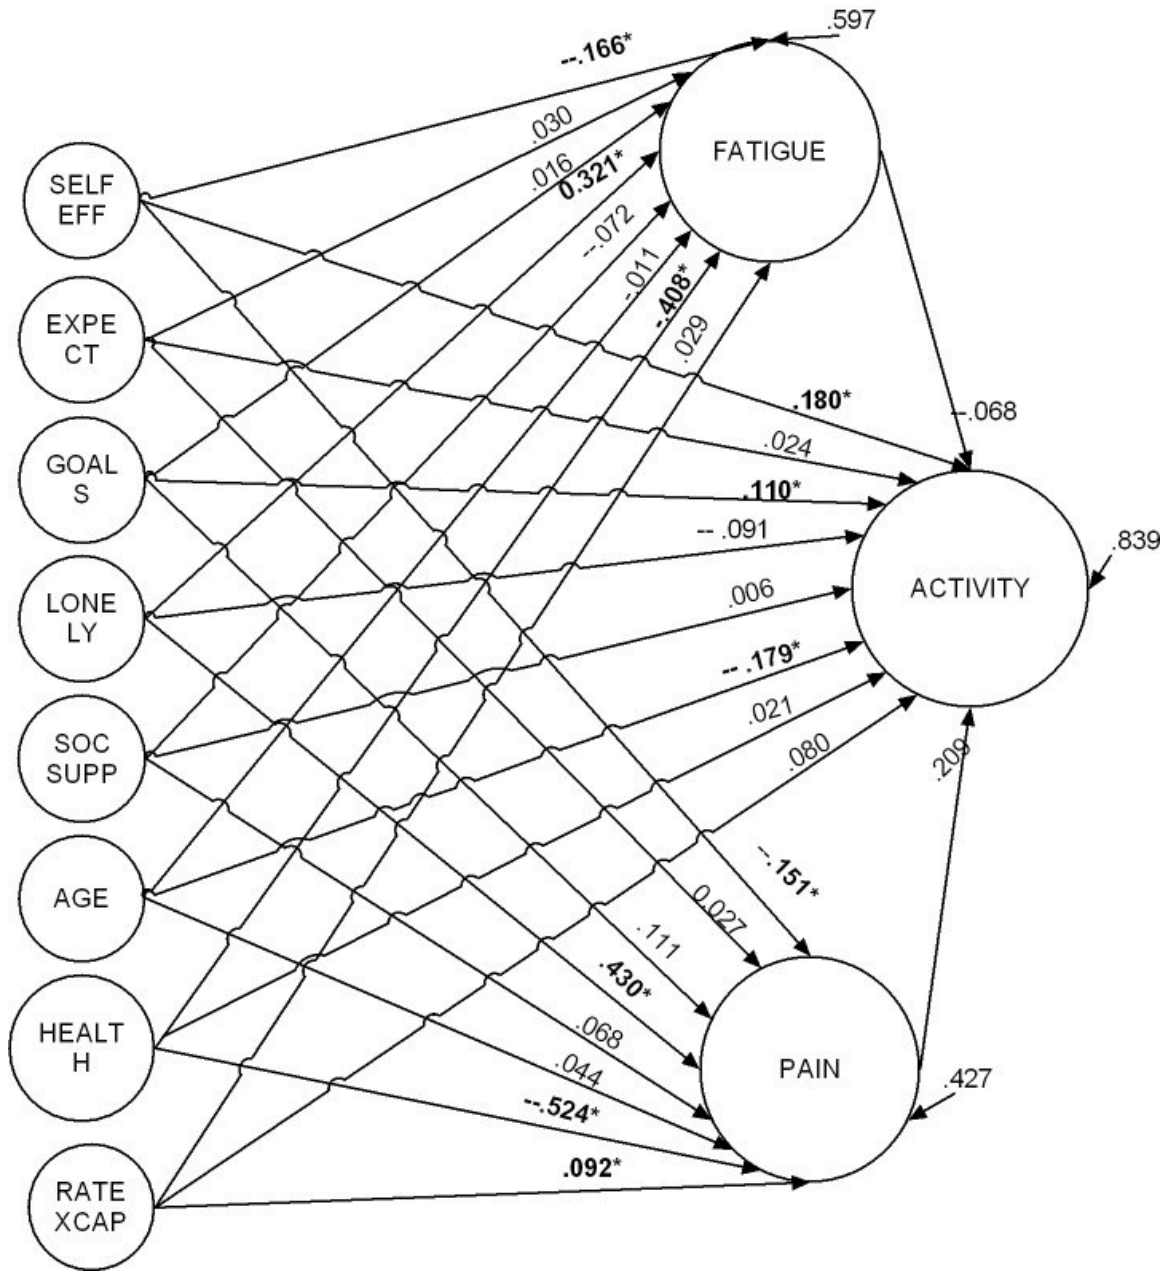 .597
--.166*
FATIGUE
.030
.016
0.321*
--.072
-.011
-.408*
.029
SELF
EFF
EXPE
CT
.180*
--.068
.024
GOAL
S
.110*
-- .091
.839
ACTIVITY
LONE
LY
.006
-- .179*
.021
.080
SOC
SUPP
.209
--.151*
AGE
0.027
.111
.430*
HEALT
H
.068
.044
PAIN
.427
--.524*
.092*
RATE
XCAP